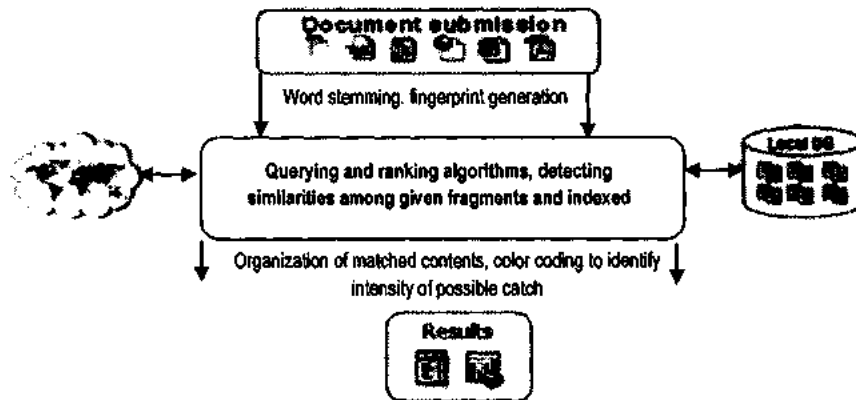 Document submission
Word stemming. fingerprint generation
Querying and ranking algorithms, detecting
similarities among given fragments and indexed
Local
Organization of matched contents, color coding to identify
intensity of possible catch
Results